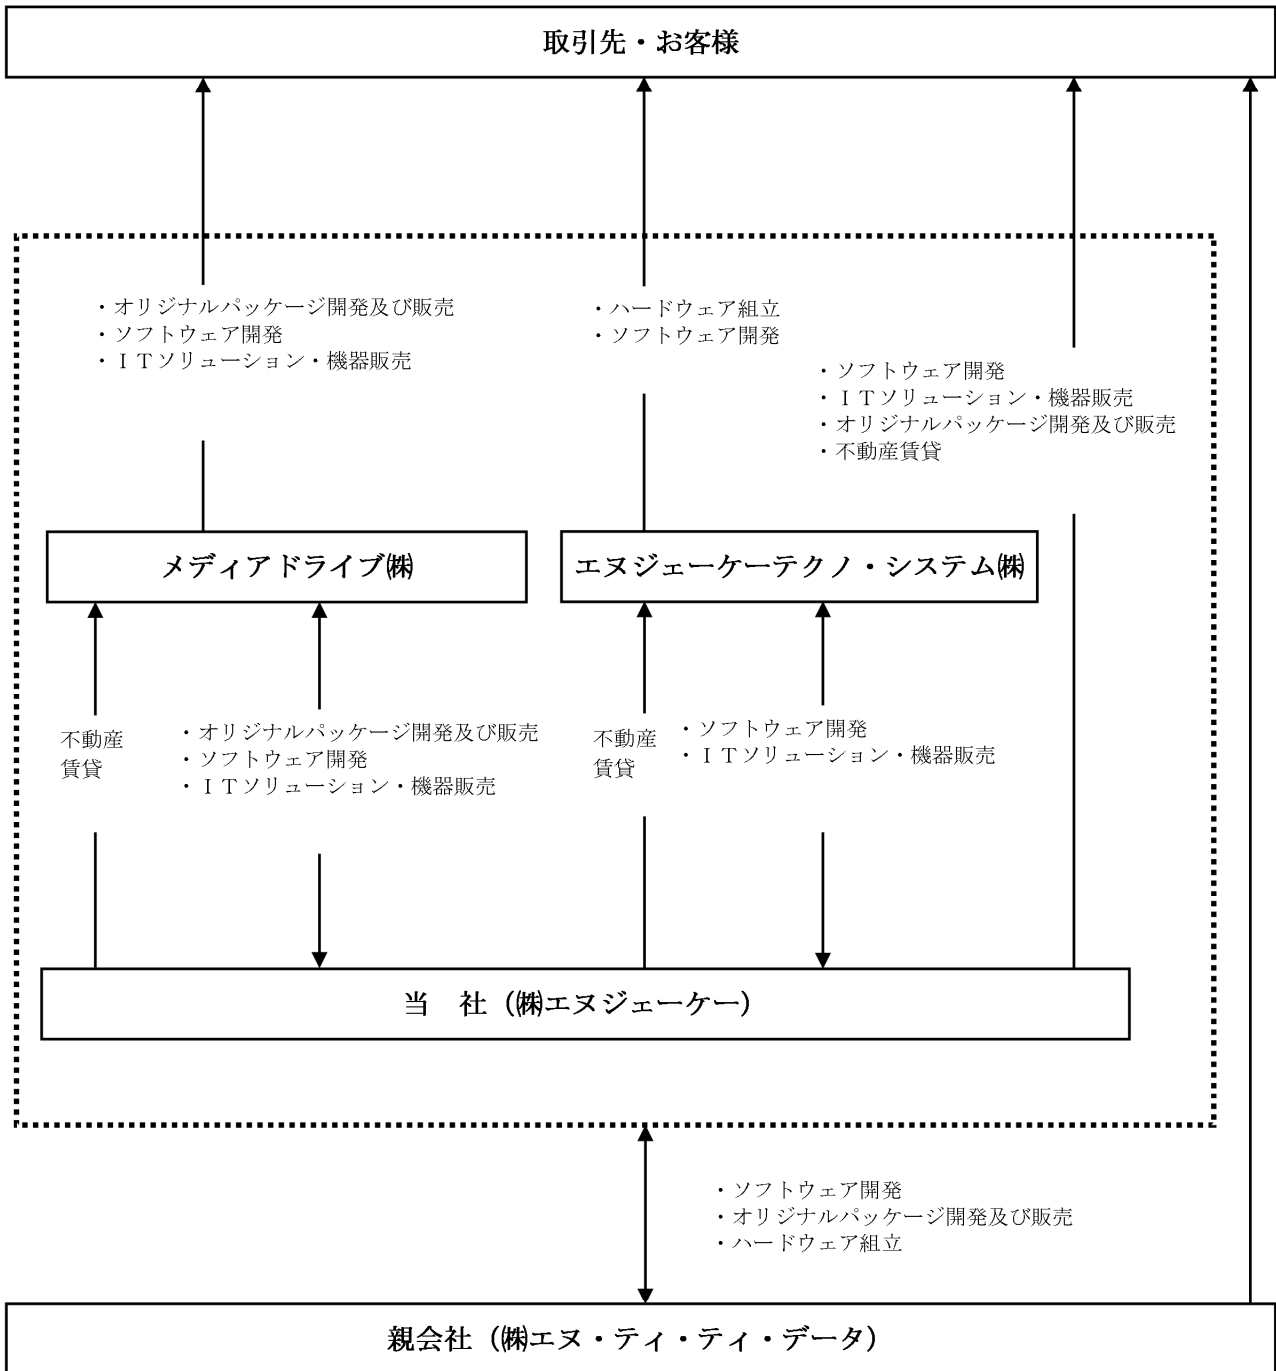 取引先・お客様
・オリジナルパッケージ開発及び販売
・ソフトウェア開発
・ＩＴソリューション・機器販売
・ハードウェア組立
・ソフトウェア開発
・ソフトウェア開発
・ＩＴソリューション・機器販売
・オリジナルパッケージ開発及び販売
・不動産賃貸
メディアドライブ㈱
エヌジェーケーテクノ・システム㈱
不動産
賃貸
・オリジナルパッケージ開発及び販売
・ソフトウェア開発
・ＩＴソリューション・機器販売
不動産
賃貸
・ソフトウェア開発
・ＩＴソリューション・機器販売
当　社（㈱エヌジェーケー）
・ソフトウェア開発
・オリジナルパッケージ開発及び販売
・ハードウェア組立
親会社（㈱エヌ・ティ・ティ・データ）